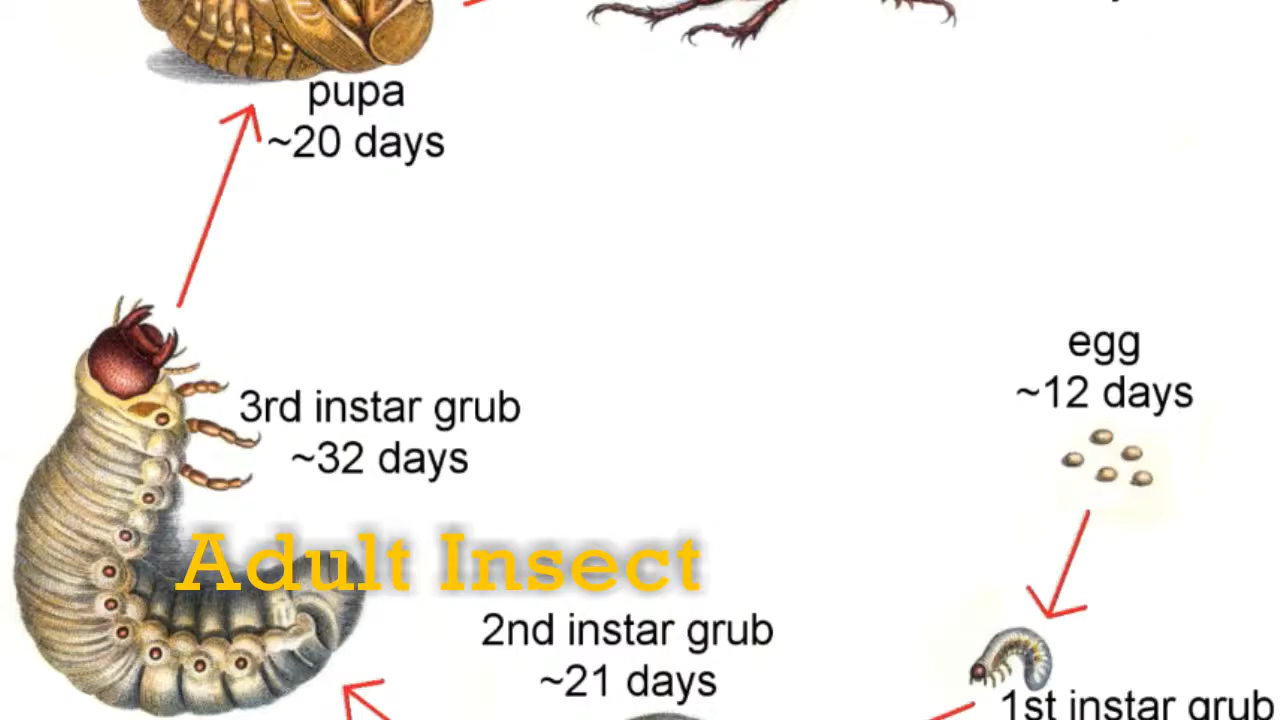 pupa
~20 days
egg
~12 days
3rd instar grub
~32 days
Adult Insect
2nd instar grub
~21 days
1st instar grub